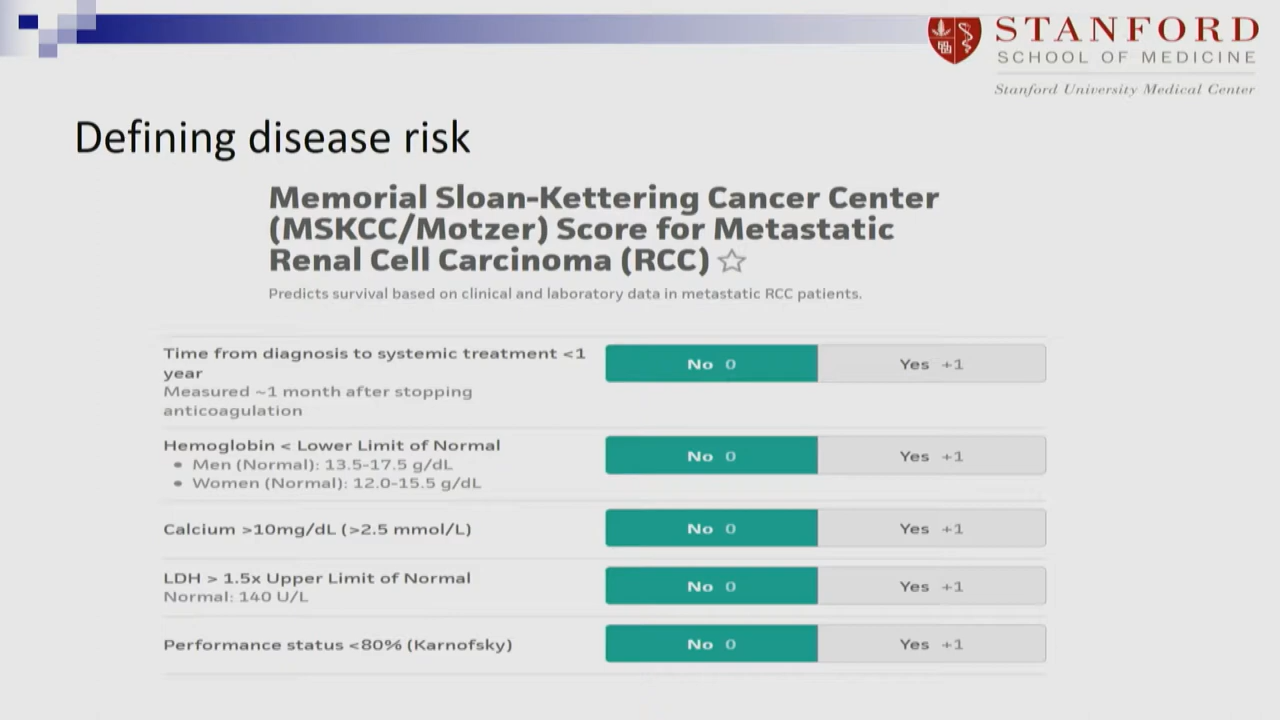 STANFORD
SCHOOL OF MEDICINE
Stanford University Medical Center
Defining disease risk
Memorial Sloan-Kettering Cancer Center
(MSKCC/Motzer) Score for Metastatic
Renal Cell Carcinoma (RCC) ☆
Predicts survival based on clinical and laboratory data in metastatic RCC patients.
Time from diagnosis to systemic treatment <1
year
Measured ~1 month after stopping
anticoagulation
No 0 Yes +1
Hemoglobin < Lower Limit of Normal
• Men (Normal): 13.5-17.5 g/dL
• Women (Normal): 12.0-15.5 g/dL
No 0 Yes +1
Calcium >10mg/dL (>2.5 mmol/L)
No 0 Yes +1
LDH > 1.5x Upper Limit of Normal
Normal: 140 U/L
No 0 Yes +1
Performance status <80% (Karnofsky)
No 0 Yes +1